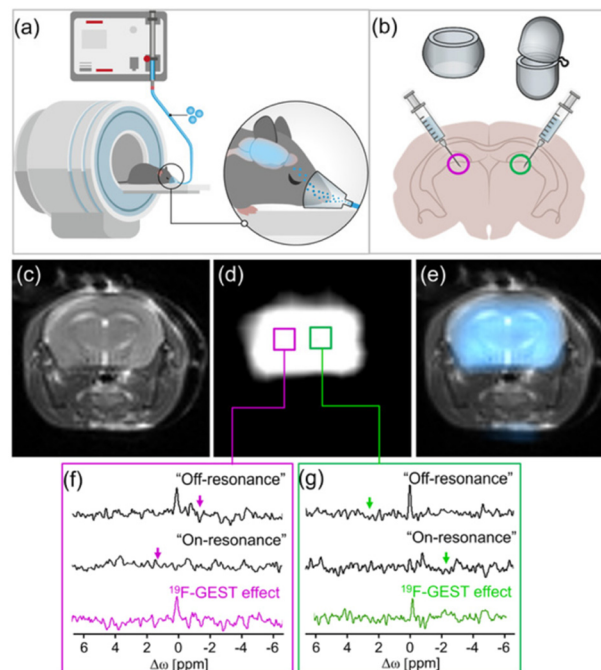 (a)
(b)
(c)
(d)
(e)
(f)
"Off-resonance"
"On-resonance"
¹⁹F-GEST effect
6 4 2 0 -2 -4 -6
Δω [ppm]
(g)
"Off-resonance"
"On-resonance"
¹⁹F-GEST effect
6 4 2 0 -2 -4 -6
Δω [ppm]